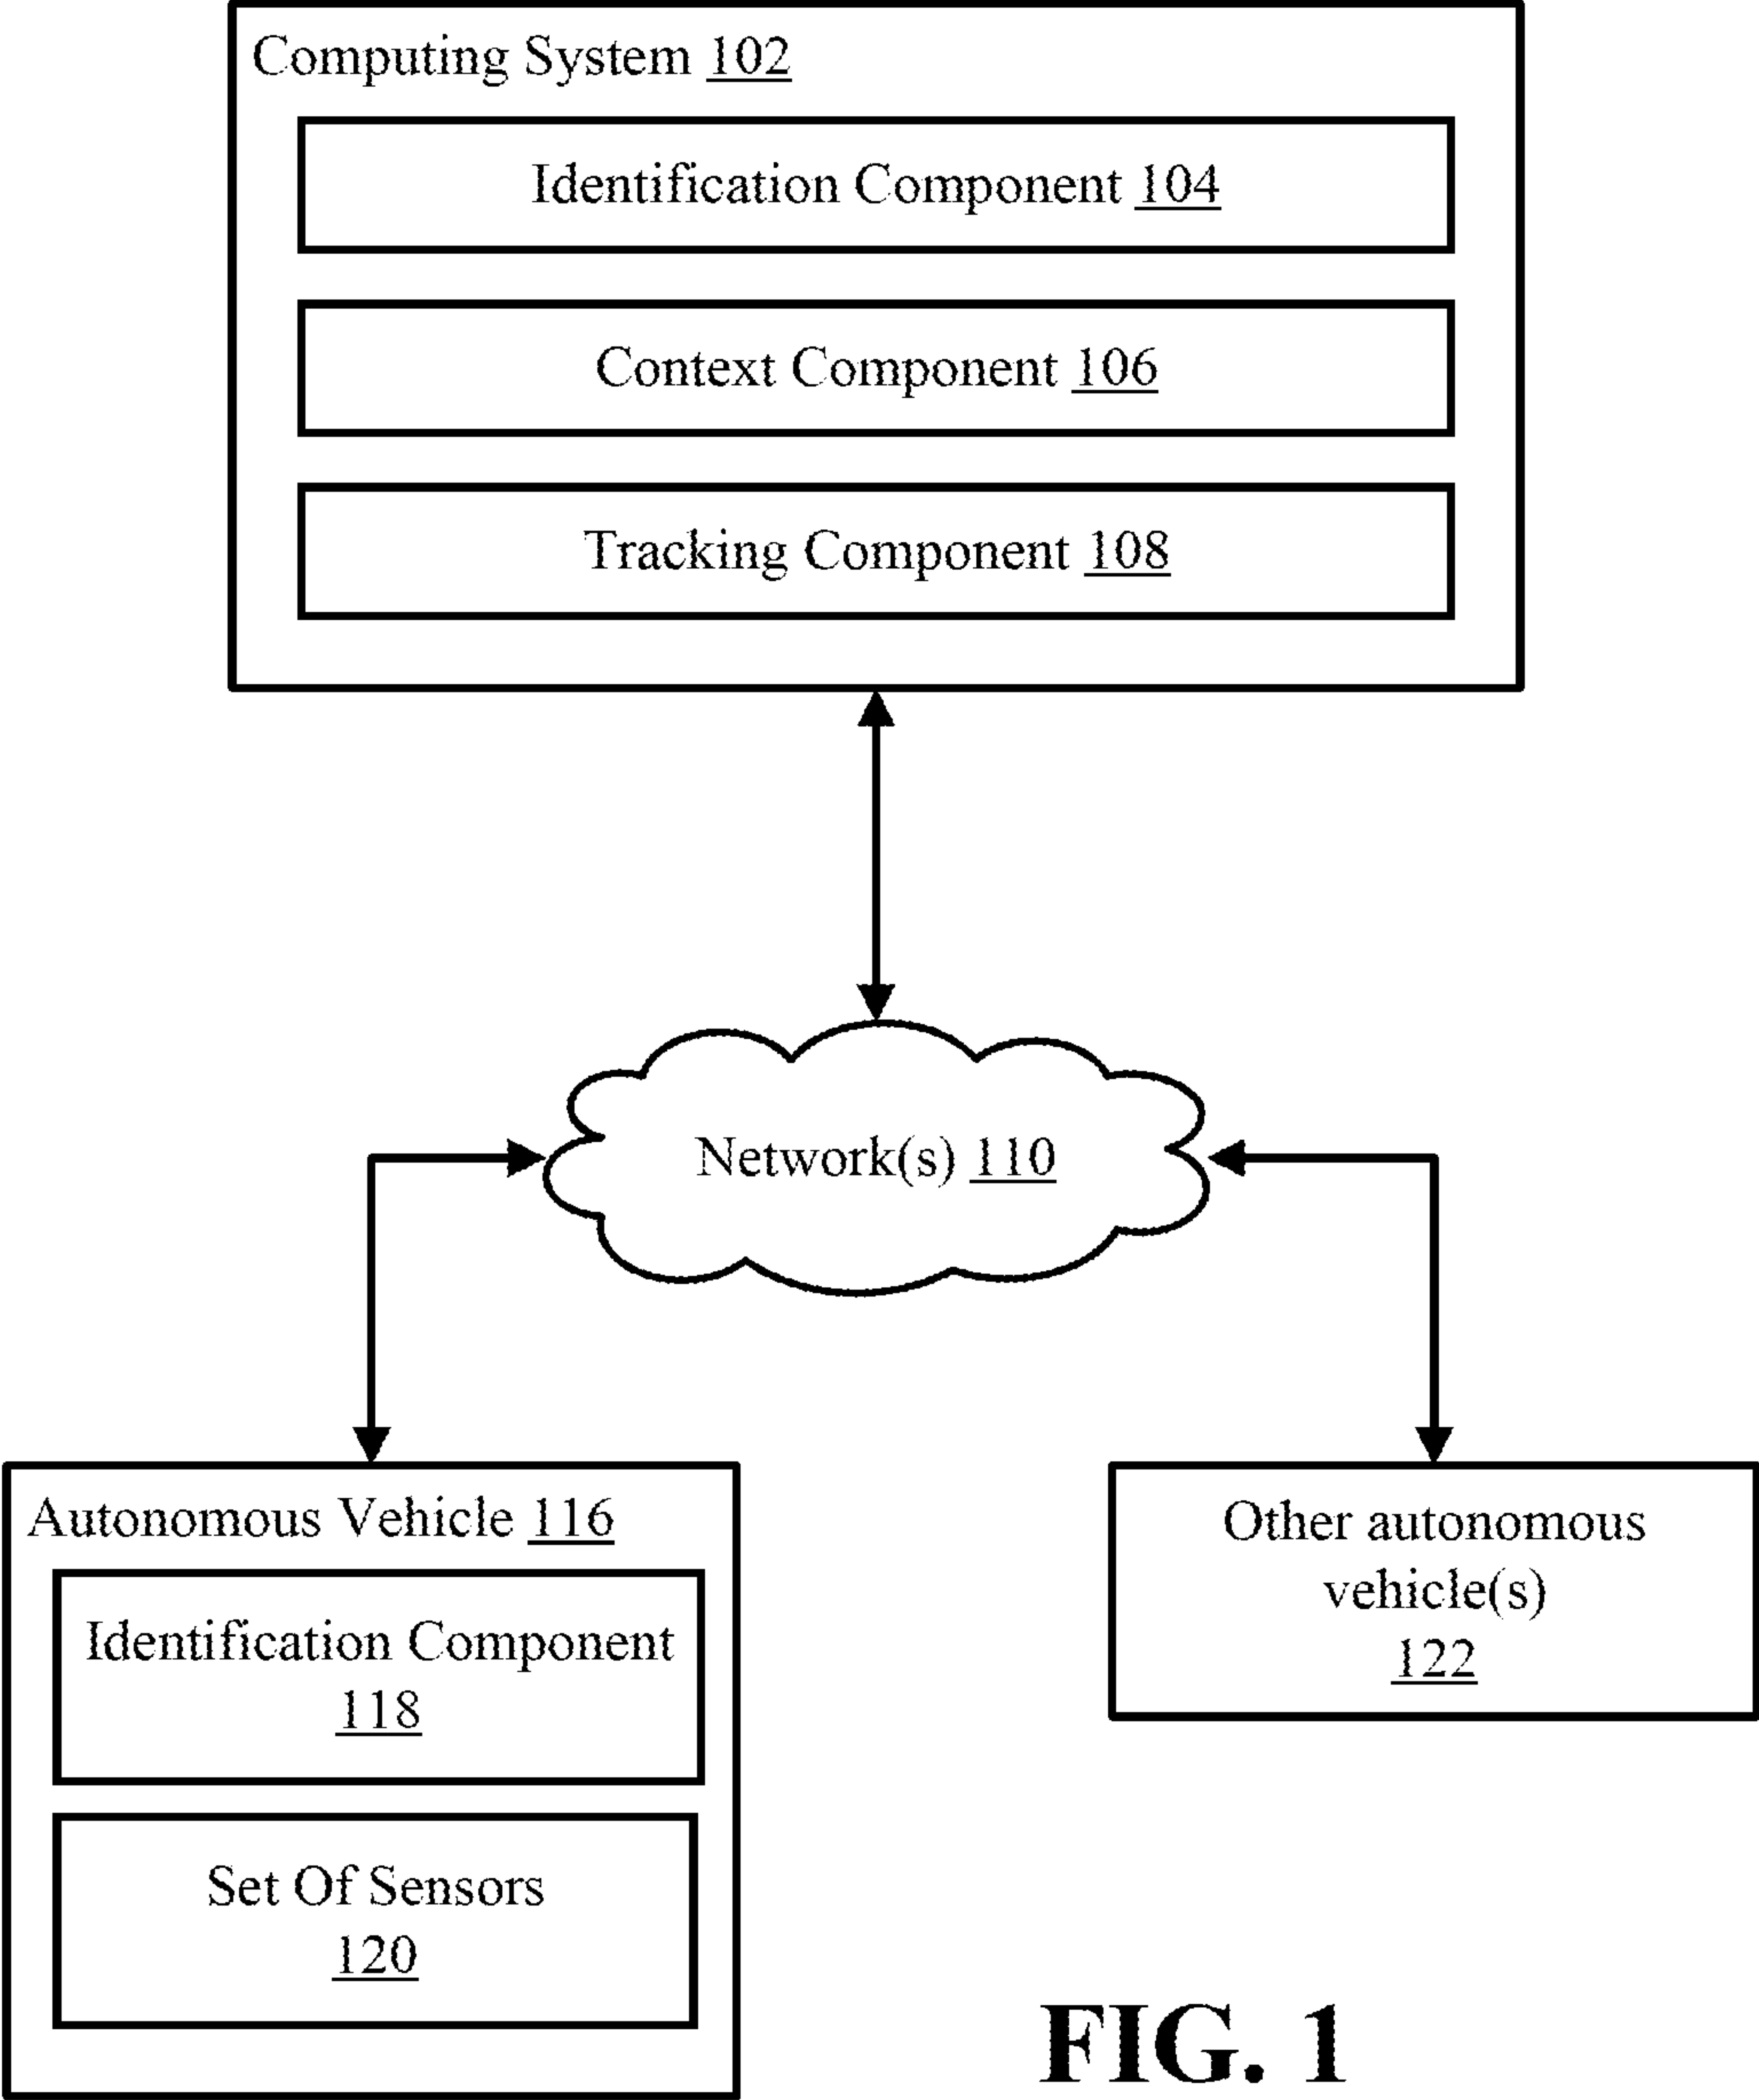 Computing System 102
Identification Component 104
Context Component 106
Tracking Component 108
Network(s) 110
Autonomous Vehicle 116
Identification Component
118
Set Of Sensors
120
Other autonomous
vehicle(s)
122
FIG. 1